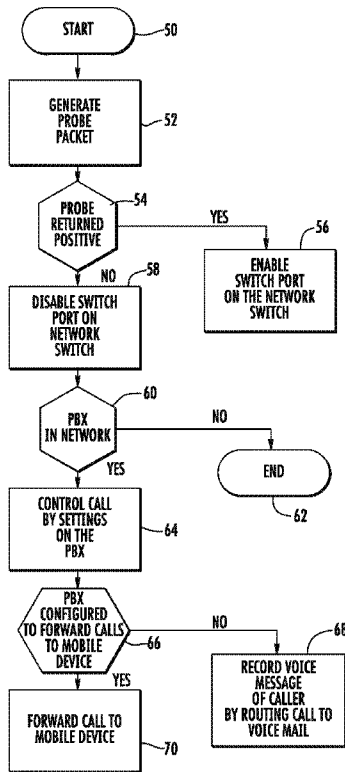 START
50
GENERATE
PROBE
PACKET
52
PROBE
RETURNED
POSITIVE
54
YES
NO
56
ENABLE
SWITCH PORT
ON THE NETWORK
SWITCH
58
DISABLE SWITCH
PORT ON
NETWORK
SWITCH
PBX
IN NETWORK
60
NO
YES
END
62
CONTROL CALL
BY SETTINGS
ON THE
PBX
64
PBX
CONFIGURED
TO FORWARD CALLS
TO MOBILE
DEVICE
66
NO
YES
68
RECORD VOICE
MESSAGE
OF CALLER
BY ROUTING CALL TO
VOICE MAIL
FORWARD CALL TO
MOBILE DEVICE
70